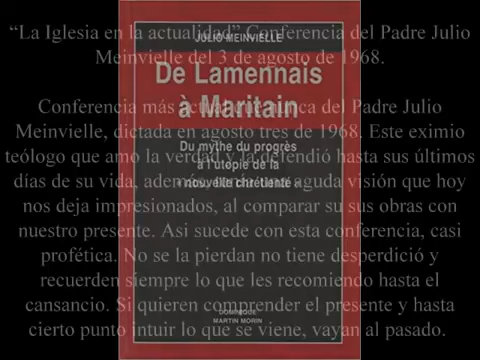 “La Iglesia en la actualidad” Conferencia del Padre Julio
Meinvielle del 3 de agosto de 1968.
Conferencia más actual que nunca del Padre Julio
Meinvielle, dictada en agosto tres de 1968. Este eximio
teólogo que amo la verdad y la defendió hasta sus últimos
días de su vida, además, tenía una aguda visión que hoy
nos deja impresionados, al comparar su sus obras con
nuestro presente. Asi sucede con esta conferencia, casi
profética. No se la pierdan no tiene desperdició y
recuerden siempre lo que les recomiendo hasta el
cansancio. Si quieren comprender el presente y hasta
cierto punto intuir lo que se viene, vayan al pasado.
JULIO MEINVIELLE
De Lamennais
à Maritain
Du mythe du progrès
à l'utopie de la
« nouvelle chrétienté »
DOMINIQUE
MARTIN MORIN